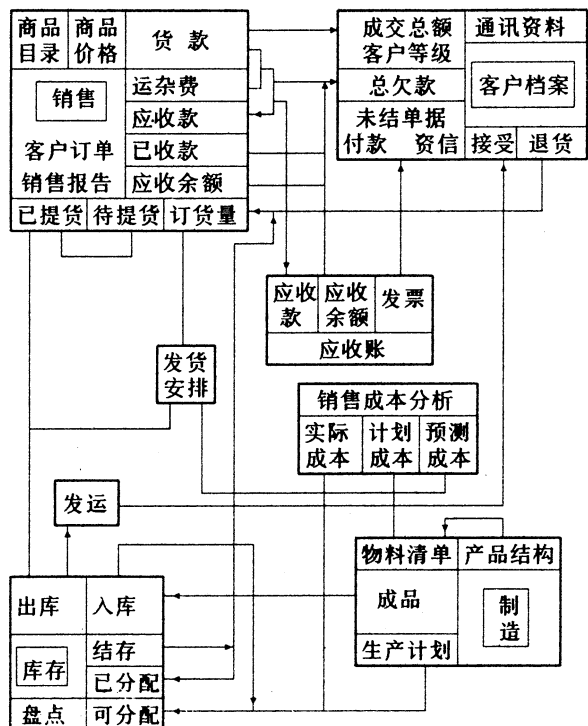 商品目录
商品价格
货款
销售
运杂费
应收款
客户订单
已收款
销售报告
应收余额
已提货
待提货
订货量
成交总额
客户等级
通讯资料
总欠款
客户档案
未结单据
付款 资信
接受
退货
应收款
应收余额
发票
应收账
发货安排
销售成本分析
实际成本
计划成本
预测成本
发运
物料清单
产品结构
成品
制造
生产计划
出库
入库
结存
库存
已分配
盘点
可分配